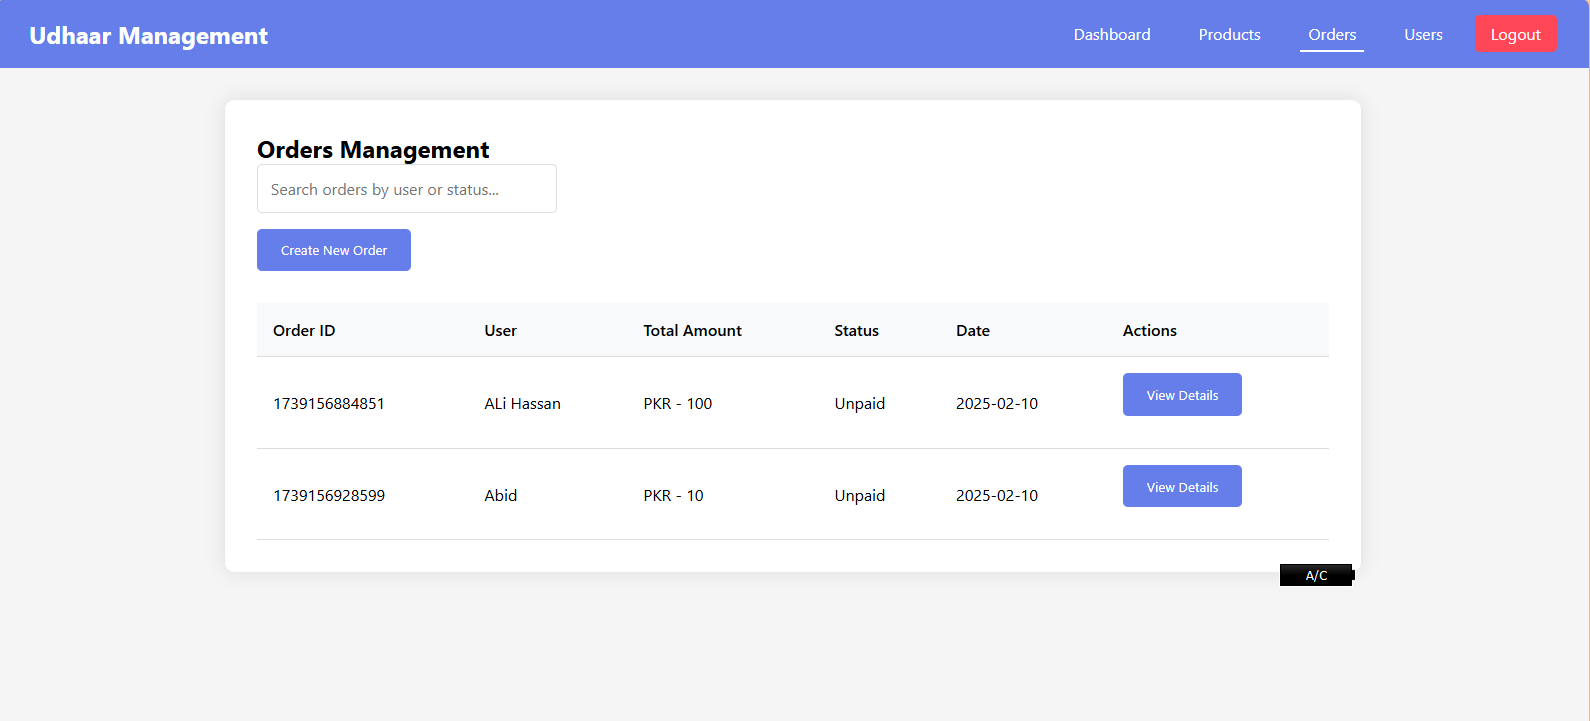 Udhaar Management Dashboard Products Orders Users Logout
Orders Management
Search orders by user or status...
Create New Order
Order ID User Total Amount Status Date Actions
1739156884851 ALi Hassan PKR - 100 Unpaid 2025-02-10 View Details
1739156928599 Abid PKR - 10 Unpaid 2025-02-10 View Details
A/C